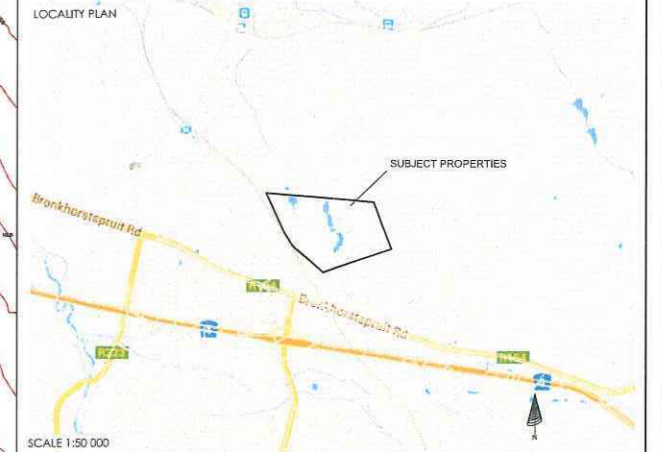 LOCALITY PLAN
SUBJECT PROPERTIES
Bronkhorstspruit Rd
Bronkhorstspruit Rd
SCALE 1:50 000
N